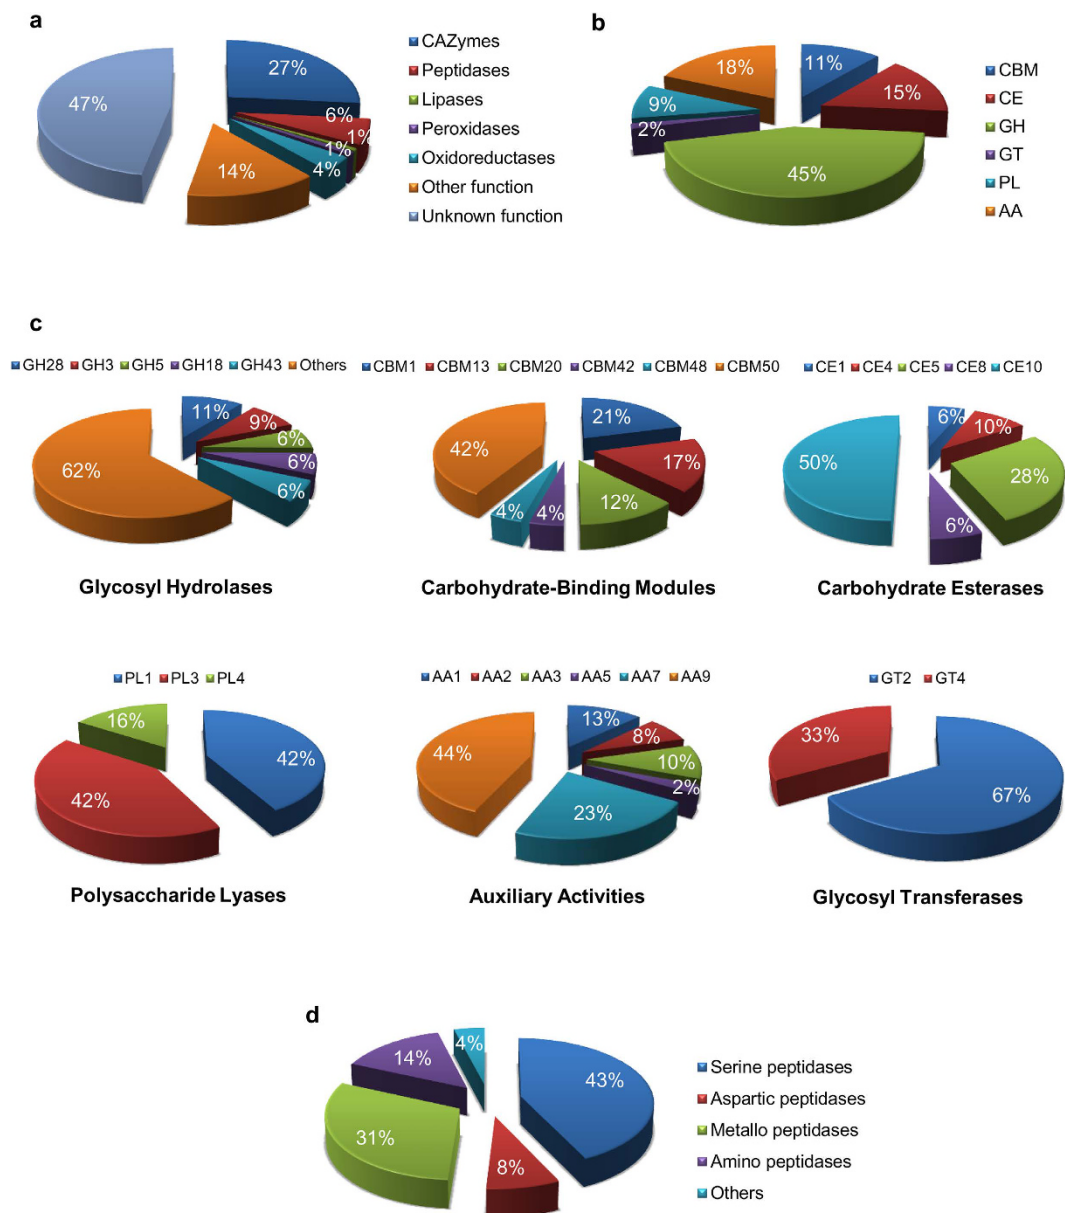 a
27%
6%
1%
1%
4%
14%
47%
CAZymes
Peptidases
Lipases
Peroxidases
Oxidoreductases
Other function
Unknown function
b
11%
15%
45%
2%
9%
18%
CBM
CE
GH
GT
PL
AA
c
GH28 GH3 GH5 GH18 GH43 Others
11%
9%
6%
6%
6%
62%
Glycosyl Hydrolases
CBM1 CBM13 CBM20 CBM42 CBM48 CBM50
21%
17%
12%
4%
4%
42%
Carbohydrate-Binding Modules
CE1 CE4 CE5 CE8 CE10
6%
10%
28%
6%
50%
Carbohydrate Esterases
PL1 PL3 PL4
42%
42%
16%
Polysaccharide Lyases
AA1 AA2 AA3 AA5 AA7 AA9
13%
8%
10%
2%
23%
44%
Auxiliary Activities
GT2 GT4
67%
33%
Glycosyl Transferases
d
43%
8%
31%
14%
4%
Serine peptidases
Aspartic peptidases
Metallo peptidases
Amino peptidases
Others